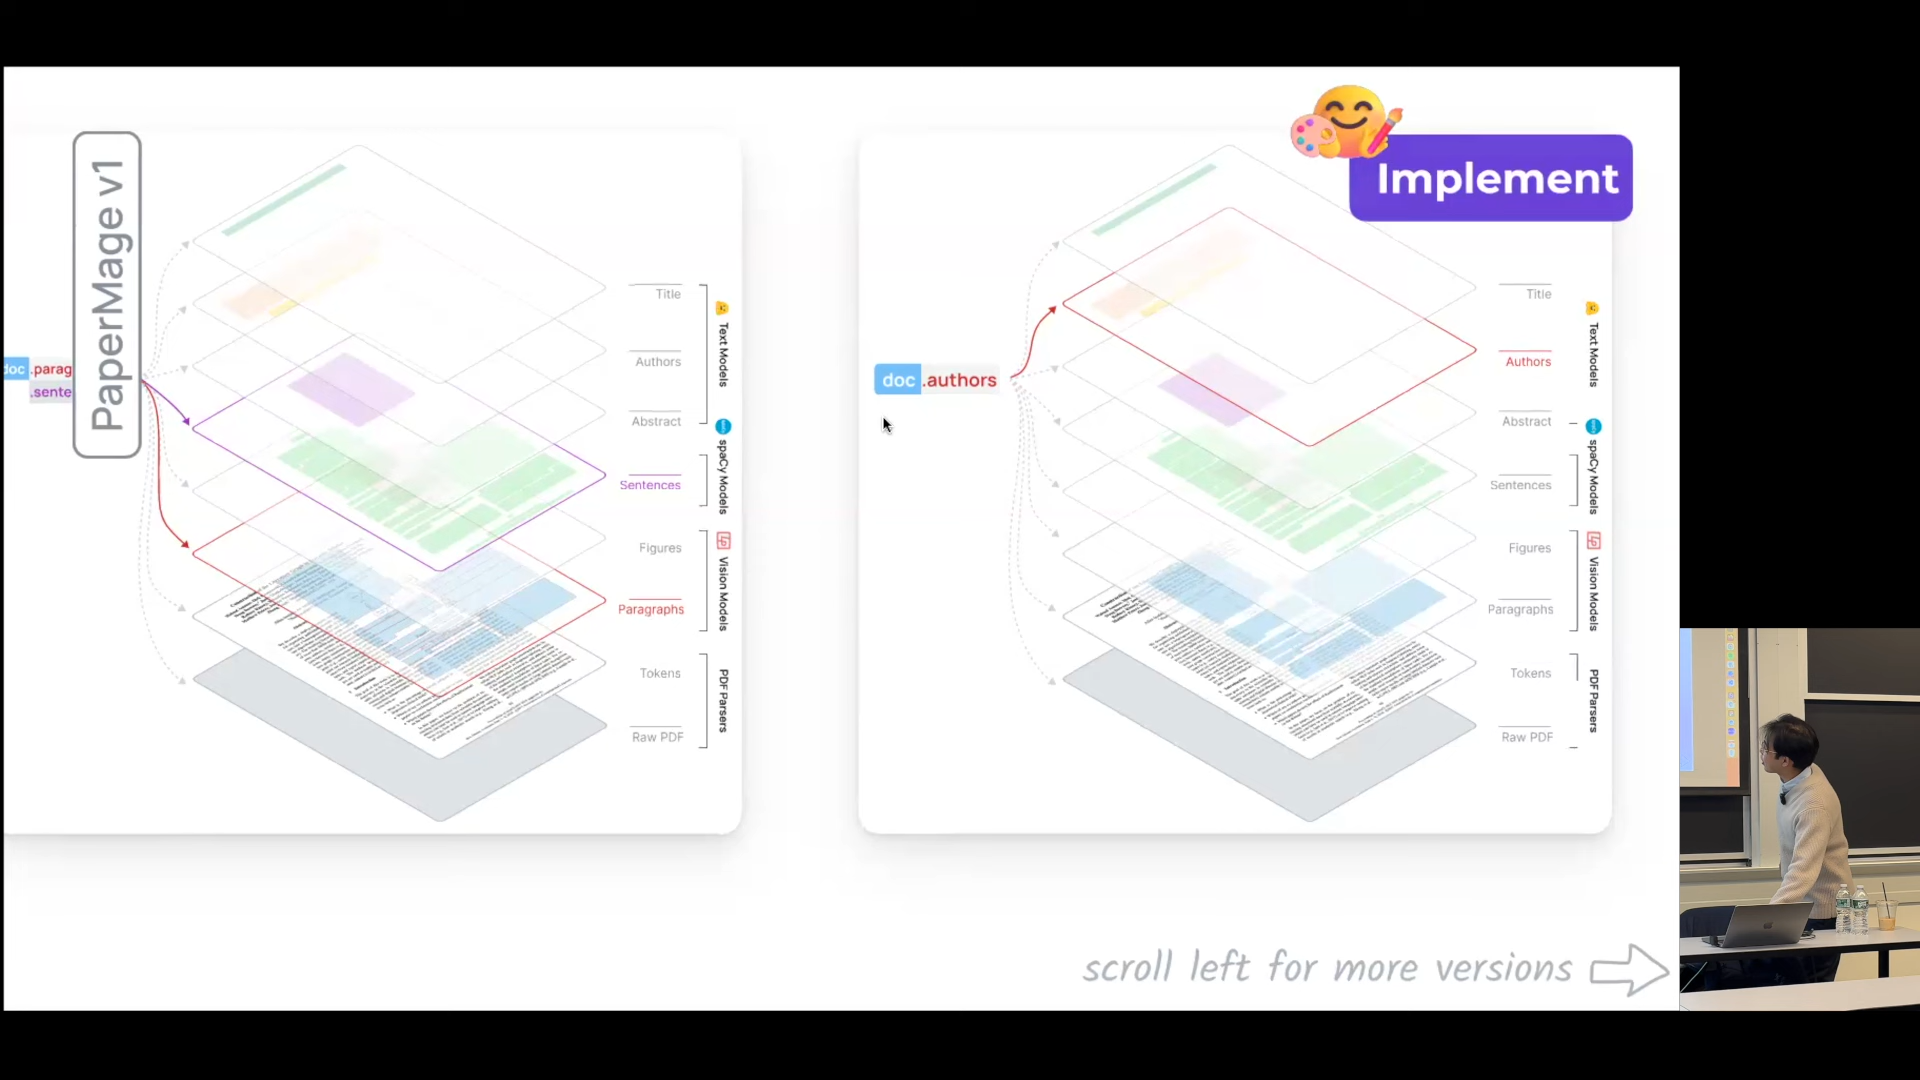 PaperMage v1
doc.parag
.sente
Title
Authors
Abstract
Sentences
Figures
Paragraphs
Tokens
Raw PDF
Text Models
spaCy Models
Vision Models
PDF Parsers
doc.authors
Implement
Title
Authors
Abstract
Sentences
Figures
Paragraphs
Tokens
Raw PDF
Text Models
spaCy Models
Vision Models
PDF Parsers
scroll left for more versions